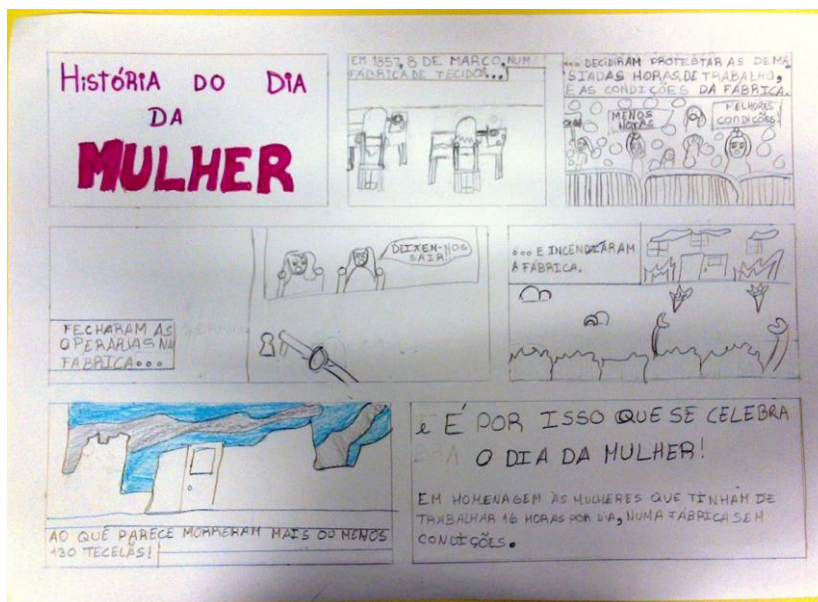 HISTÓRIA DO DIA
DA
MULHER
EM 1857, 8 DE MARÇO, NUM
FÁBRICA DE TECIDOS...
... DECIDIRAM PROTESTAR AS DEMA
SIADAS HORAS DE TRABALHO,
E AS CONDIÇÕES DA FÁBRICA.
MENOS
HORAS
MELHORES
CONDIÇÕES!
FECHARAM AS
OPERÁRIAS NA
FÁBRICA...
DEIXEN-NOS
SAIR!
... E INCENDIARAM
A FÁBRICA.
AO QUE PARECE MORRERAM MAIS OU MENOS
130 TECELÃS!
e É POR ISSO QUE SE CELEBRA
O DIA DA MULHER!
EM HOMENAGEM ÀS MULHERES QUE TINHAM DE
TRABALHAR 16 HORAS POR DIA, NUMA FÁBRICA SEM
CONDIÇÕES.